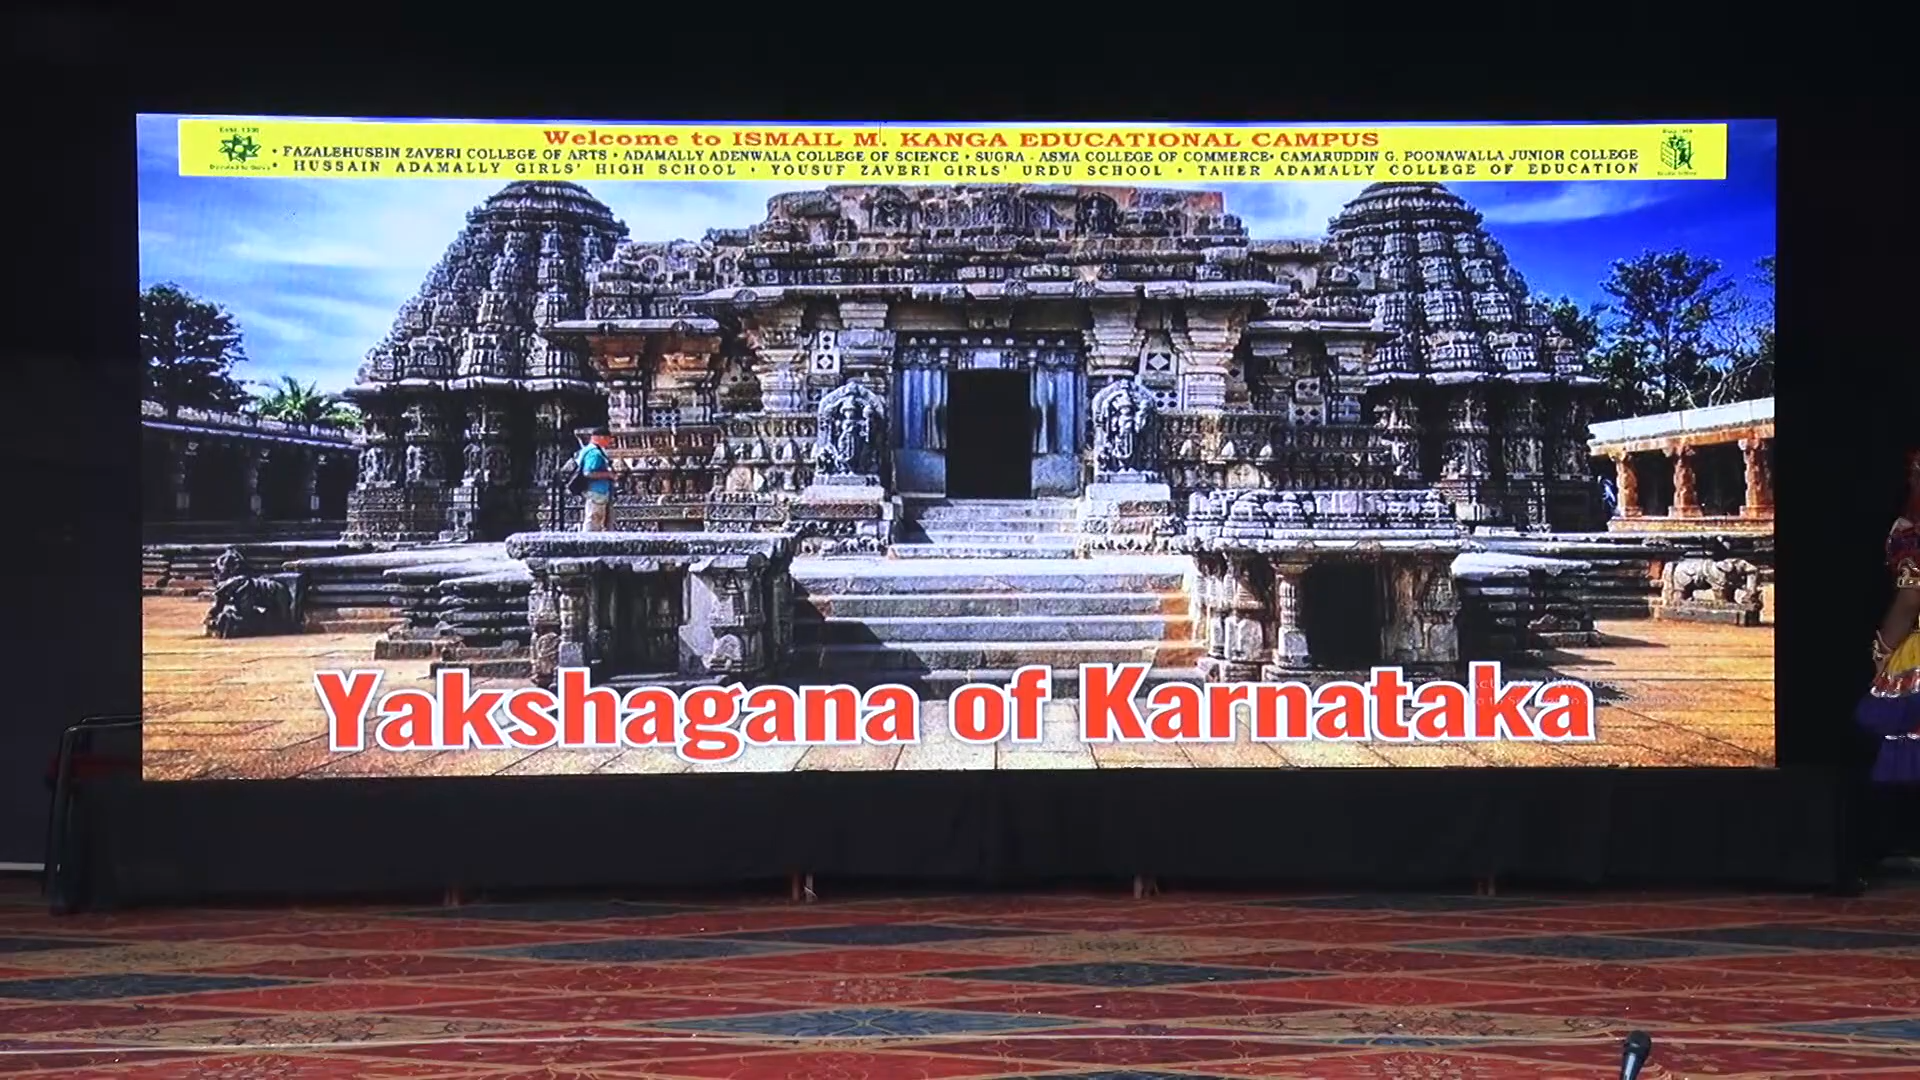 Welcome to ISMAIL M. KANGA EDUCATIONAL CAMPUS
• FAZALEHUSEIN ZAVERI COLLEGE OF ARTS • ADAMALLY ADENWALA COLLEGE OF SCIENCE • SUGRA - ASMA COLLEGE OF COMMERCE• CAMARUDDIN G. POONAWALLA JUNIOR COLLEGE
• HUSSAIN ADAMALLY GIRLS' HIGH SCHOOL • YOUSUF ZAVERI GIRLS' URDU SCHOOL • TAHER ADAMALLY COLLEGE OF EDUCATION
Yakshagana of Karnataka